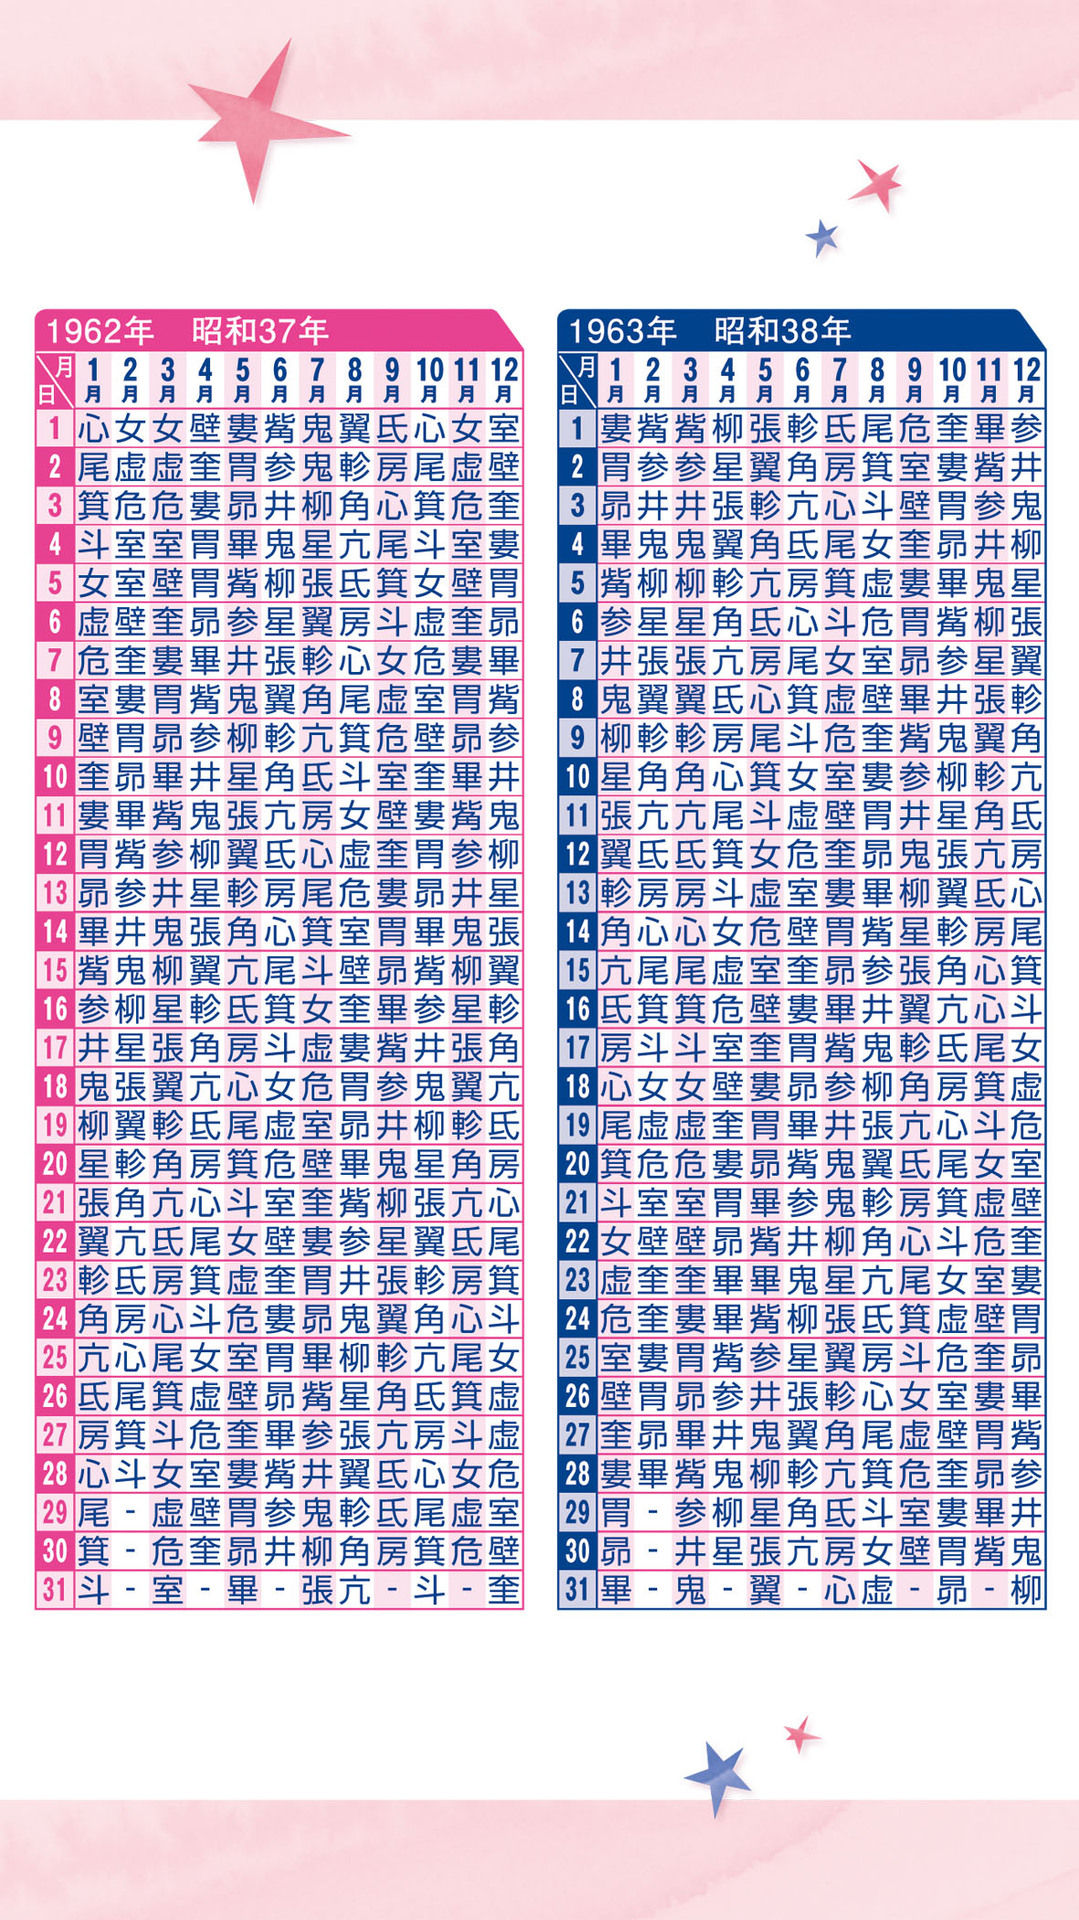 1962年 昭和37年
月 日 1月 2月 3月 4月 5月 6月 7月 8月 9月 10月 11月 12月
1 心 女 女 壁 婁 觜 鬼 翼 氐 心 女 室
2 尾 虚 虚 奎 胃 参 鬼 軫 房 尾 虚 壁
3 箕 危 危 婁 昴 井 柳 角 心 箕 危 奎
4 斗 室 室 胃 畢 鬼 星 亢 尾 斗 室 婁
5 女 室 壁 胃 觜 柳 張 氐 箕 女 壁 胃
6 虚 壁 奎 昴 参 星 翼 房 斗 虚 奎 昴
7 危 奎 婁 畢 井 張 軫 心 女 危 婁 畢
8 室 婁 胃 觜 鬼 翼 角 尾 虚 室 胃 觜
9 壁 胃 昴 参 柳 軫 亢 箕 危 壁 昴 参
10 奎 昴 畢 井 星 角 氐 斗 室 奎 畢 井
11 婁 畢 觜 鬼 張 亢 房 女 壁 婁 觜 鬼
12 胃 觜 参 柳 翼 氐 心 虚 奎 胃 参 柳
13 昴 参 井 星 軫 房 尾 危 婁 昴 井 星
14 畢 井 鬼 張 角 心 箕 室 胃 畢 鬼 張
15 觜 鬼 柳 翼 亢 尾 斗 壁 昴 觜 柳 翼
16 参 柳 星 軫 氐 箕 女 奎 畢 参 星 軫
17 井 星 張 角 房 斗 虚 婁 觜 井 張 角
18 鬼 張 翼 亢 心 女 危 胃 参 鬼 翼 亢
19 柳 翼 軫 氐 尾 虚 室 昴 井 柳 軫 氐
20 星 軫 角 房 箕 危 壁 畢 鬼 星 角 房
21 張 角 亢 心 斗 室 奎 觜 柳 張 亢 心
22 翼 亢 氐 尾 女 壁 婁 参 星 翼 氐 尾
23 軫 氐 房 箕 虚 奎 胃 井 張 軫 房 箕
24 角 房 心 斗 危 婁 昴 鬼 翼 角 心 斗
25 亢 心 尾 女 室 胃 畢 柳 軫 亢 尾 女
26 氐 尾 箕 虚 壁 昴 觜 星 角 氐 箕 虚
27 房 箕 斗 危 奎 畢 参 張 亢 房 斗 虚
28 心 斗 女 室 婁 觜 井 翼 氐 心 女 危
29 尾 - 虚 壁 胃 参 鬼 軫 氐 尾 虚 室
30 箕 - 危 奎 昴 井 柳 角 房 箕 危 壁
31 斗 - 室 - 畢 - 張 亢 - 斗 - 奎
1963年 昭和38年
月 日 1月 2月 3月 4月 5月 6月 7月 8月 9月 10月 11月 12月
1 婁 觜 觜 柳 張 軫 氐 尾 危 奎 畢 参
2 胃 参 参 星 翼 角 房 箕 室 婁 觜 井
3 昴 井 井 張 軫 亢 心 斗 壁 胃 参 鬼
4 畢 鬼 鬼 翼 角 氐 尾 女 奎 昴 井 柳
5 觜 柳 柳 軫 亢 房 箕 虚 婁 畢 鬼 星
6 参 星 星 角 氐 心 斗 危 胃 觜 柳 張
7 井 張 張 亢 房 尾 女 室 昴 参 星 翼
8 鬼 翼 翼 氐 心 箕 虚 壁 畢 井 張 軫
9 柳 軫 軫 房 尾 斗 危 奎 觜 鬼 翼 角
10 星 角 角 心 箕 女 室 婁 参 柳 軫 亢
11 張 亢 亢 尾 斗 虚 壁 胃 井 星 角 氐
12 翼 氐 氐 箕 女 危 奎 昴 鬼 張 亢 房
13 軫 房 房 斗 虚 室 婁 畢 柳 翼 氐 心
14 角 心 心 女 危 壁 胃 觜 星 軫 房 尾
15 亢 尾 尾 虚 室 奎 昴 参 張 角 心 箕
16 氐 箕 箕 危 壁 婁 畢 井 翼 亢 心 斗
17 房 斗 斗 室 奎 胃 觜 鬼 軫 氐 尾 女
18 心 女 女 壁 婁 昴 参 柳 角 房 箕 虚
19 尾 虚 虚 奎 胃 畢 井 張 亢 心 斗 危
20 箕 危 危 婁 昴 觜 鬼 翼 氐 尾 女 室
21 斗 室 室 胃 畢 参 鬼 軫 房 箕 虚 壁
22 女 壁 壁 昴 觜 井 柳 角 心 斗 危 奎
23 虚 奎 奎 畢 畢 鬼 星 亢 尾 女 室 婁
24 危 奎 婁 畢 觜 柳 張 氐 箕 虚 壁 胃
25 室 婁 胃 觜 参 星 翼 房 斗 危 奎 昴
26 壁 胃 昴 参 井 張 軫 心 女 室 婁 畢
27 奎 昴 畢 井 鬼 翼 角 尾 虚 壁 胃 觜
28 婁 畢 觜 鬼 柳 軫 亢 箕 危 奎 昴 参
29 胃 - 参 柳 星 角 氐 斗 室 婁 畢 井
30 昴 - 井 星 張 亢 房 女 壁 胃 觜 鬼
31 畢 - 鬼 - 翼 - 心 虚 - 昴 - 柳